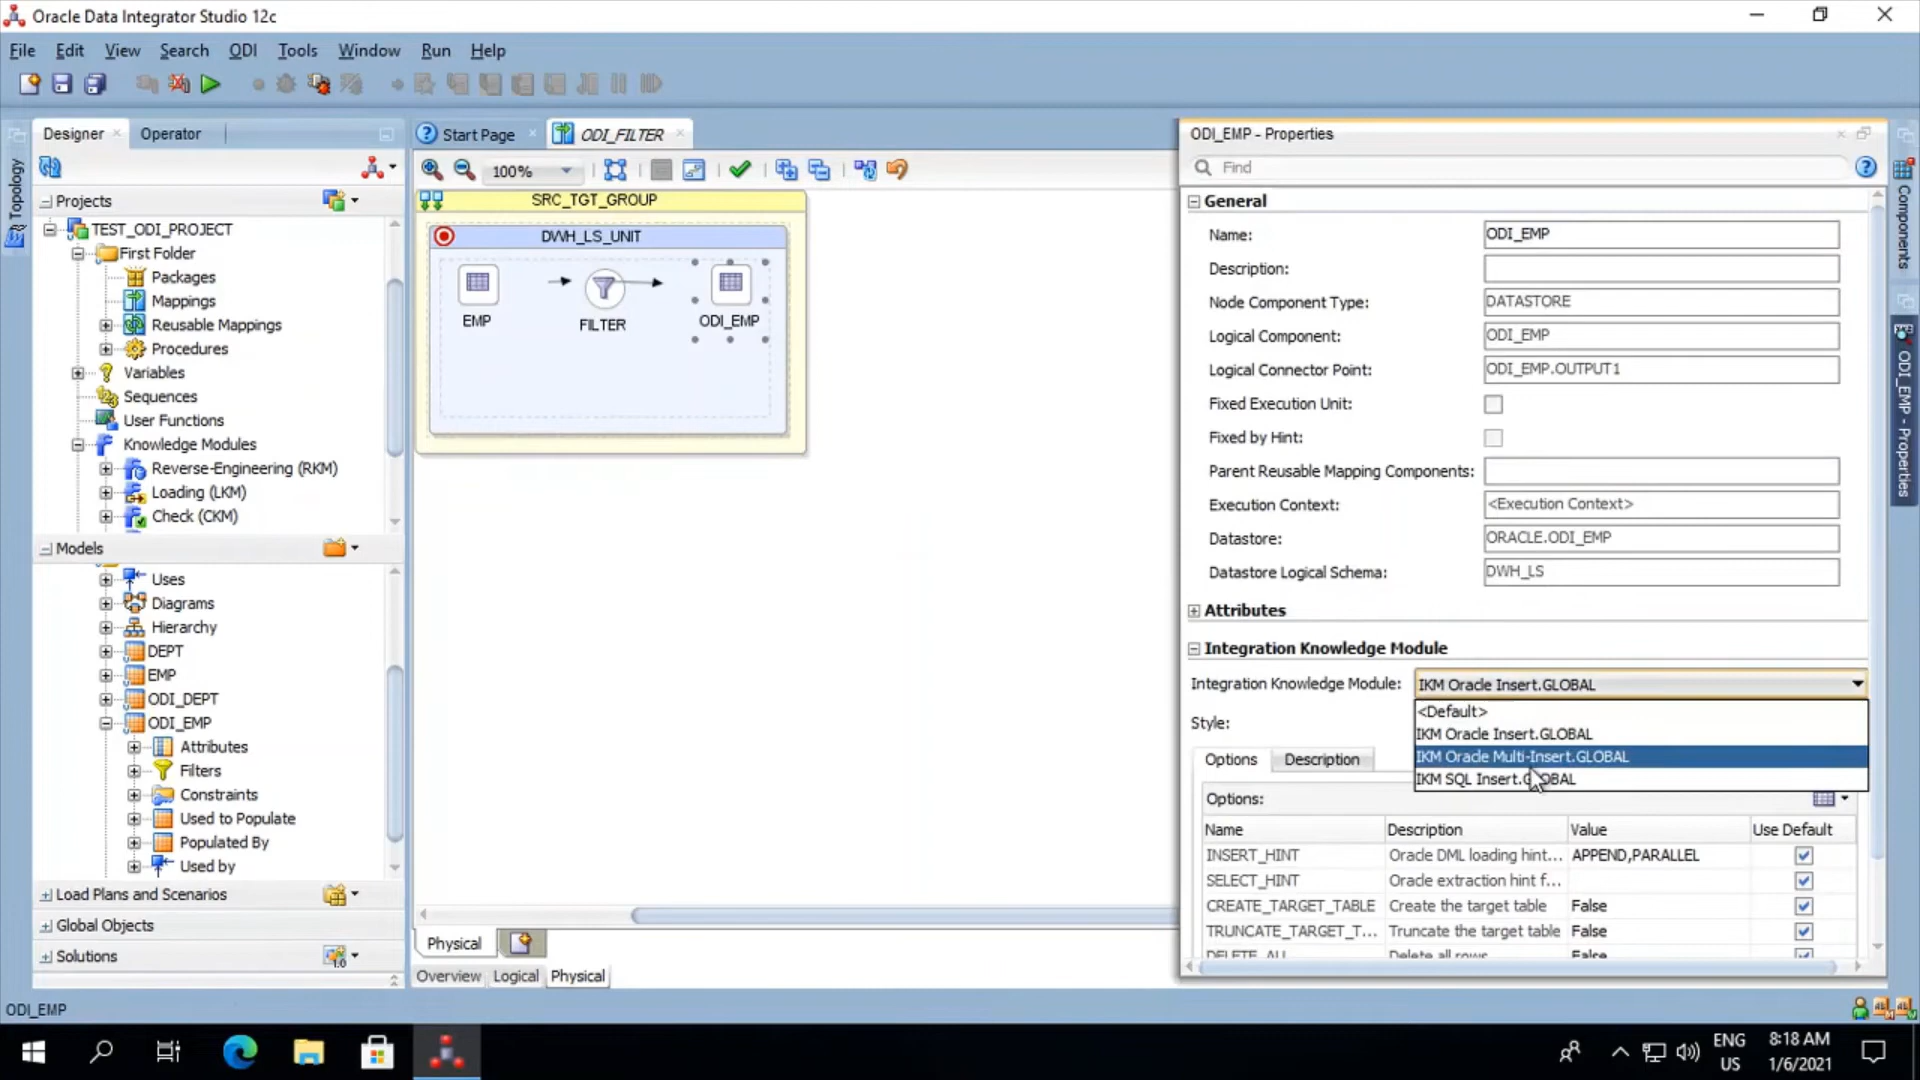 Oracle Data Integrator Studio 12c
File Edit View Search ODI Tools Window Run Help
Topology
Designer Operator
Projects
TEST_ODI_PROJECT
First Folder
Packages
Mappings
Reusable Mappings
Procedures
Variables
Sequences
User Functions
Knowledge Modules
Reverse-Engineering (RKM)
Loading (LKM)
Check (CKM)
Models
Uses
Diagrams
Hierarchy
DEPT
EMP
ODI_DEPT
ODI_EMP
Attributes
Filters
Constraints
Used to Populate
Populated By
Used by
Load Plans and Scenarios
Global Objects
Solutions
Start Page ODI_FILTER
100%
SRC_TGT_GROUP
DWH_LS_UNIT
EMP FILTER ODI_EMP
Physical
Overview Logical Physical
ODI_EMP - Properties
Find
General
Name: ODI_EMP
Description:
Node Component Type: DATASTORE
Logical Component: ODI_EMP
Logical Connector Point: ODI_EMP.OUTPUT1
Fixed Execution Unit:
Fixed by Hint:
Parent Reusable Mapping Components:
Execution Context: <Execution Context>
Datastore: ORACLE.ODI_EMP
Datastore Logical Schema: DWH_LS
Attributes
Integration Knowledge Module
Integration Knowledge Module: IKM Oracle Insert.GLOBAL
<Default>
IKM Oracle Insert.GLOBAL
IKM Oracle Multi-Insert.GLOBAL
IKM SQL Insert.GLOBAL
Style:
Options Description
Options:
Name Description Value Use Default
INSERT_HINT Oracle DML loading hint... APPEND,PARALLEL
SELECT_HINT Oracle extraction hint f...
CREATE_TARGET_TABLE Create the target table False
TRUNCATE_TARGET_T... Truncate the target table False
DELETE_ALL Delete all rows False
Components
ODI_EMP - Properties
ODI_EMP
ENG
US
8:18 AM
1/6/2021